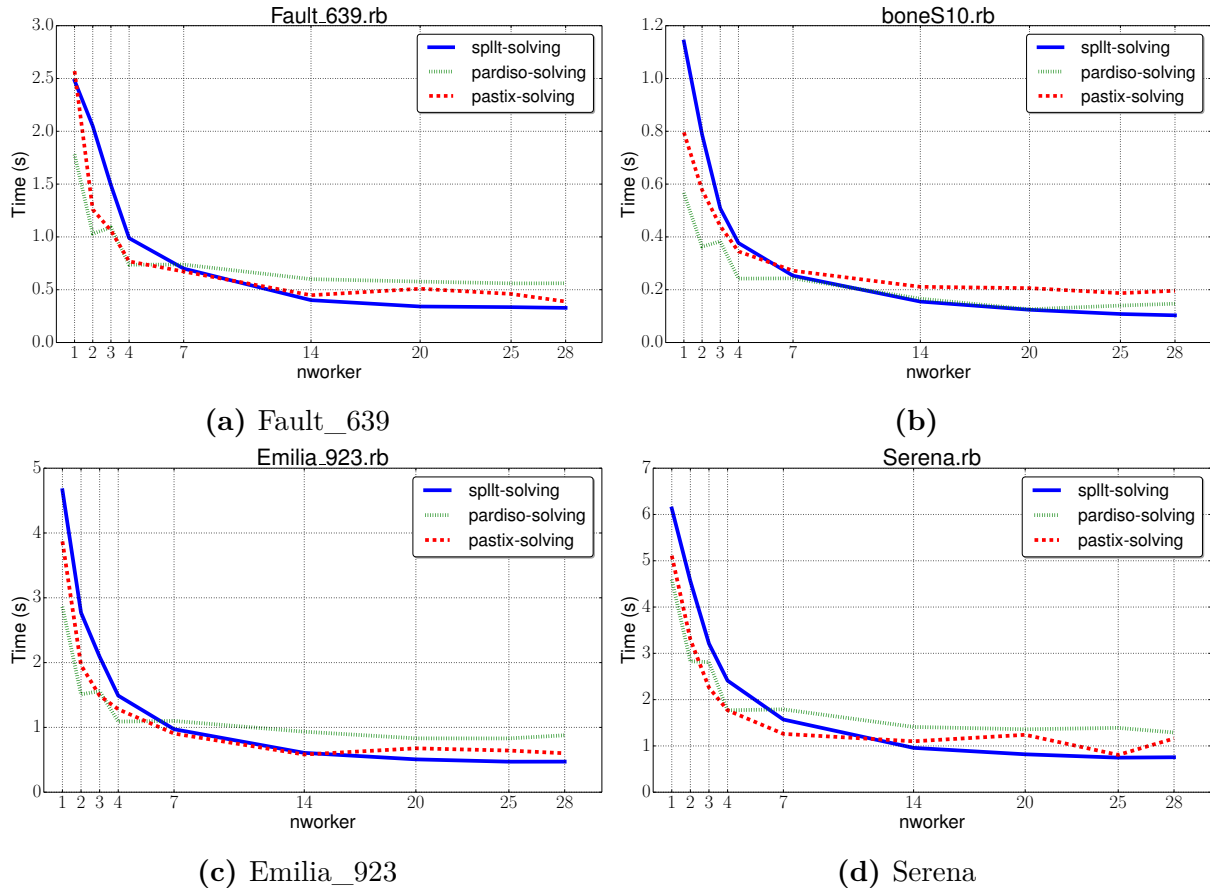 Fault_639.rb
3.0
2.5
2.0
1.5
1.0
0.5
0.0
Time (s)
spllt-solving
pardiso-solving
pastix-solving
1 2 3 4 7 14 20 25 28
nworker
(a) Fault_639
boneS10.rb
1.2
1.0
0.8
0.6
0.4
0.2
0.0
Time (s)
spllt-solving
pardiso-solving
pastix-solving
1 2 3 4 7 14 20 25 28
nworker
(b)
Emilia_923.rb
5
4
3
2
1
0
Time (s)
spllt-solving
pardiso-solving
pastix-solving
1 2 3 4 7 14 20 25 28
nworker
(c) Emilia_923
Serena.rb
7
6
5
4
3
2
1
0
Time (s)
spllt-solving
pardiso-solving
pastix-solving
1 2 3 4 7 14 20 25 28
nworker
(d) Serena